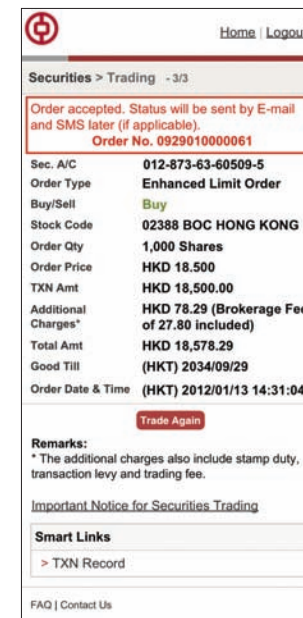 Home | Logou
Securities > Trading - 3/3
Order accepted. Status will be sent by E-mail
and SMS later (if applicable).
Order No. 0929010000061
Sec. A/C 012-873-63-60509-5
Order Type Enhanced Limit Order
Buy/Sell Buy
Stock Code 02388 BOC HONG KONG
Order Qty 1,000 Shares
Order Price HKD 18.500
TXN Amt HKD 18,500.00
Additional HKD 78.29 (Brokerage Fee
Charges* of 27.80 included)
Total Amt HKD 18,578.29
Good Till (HKT) 2034/09/29
Order Date & Time (HKT) 2012/01/13 14:31:04
Trade Again
Remarks:
* The additional charges also include stamp duty,
transaction levy and trading fee.
Important Notice for Securities Trading
Smart Links
> TXN Record
FAQ | Contact Us